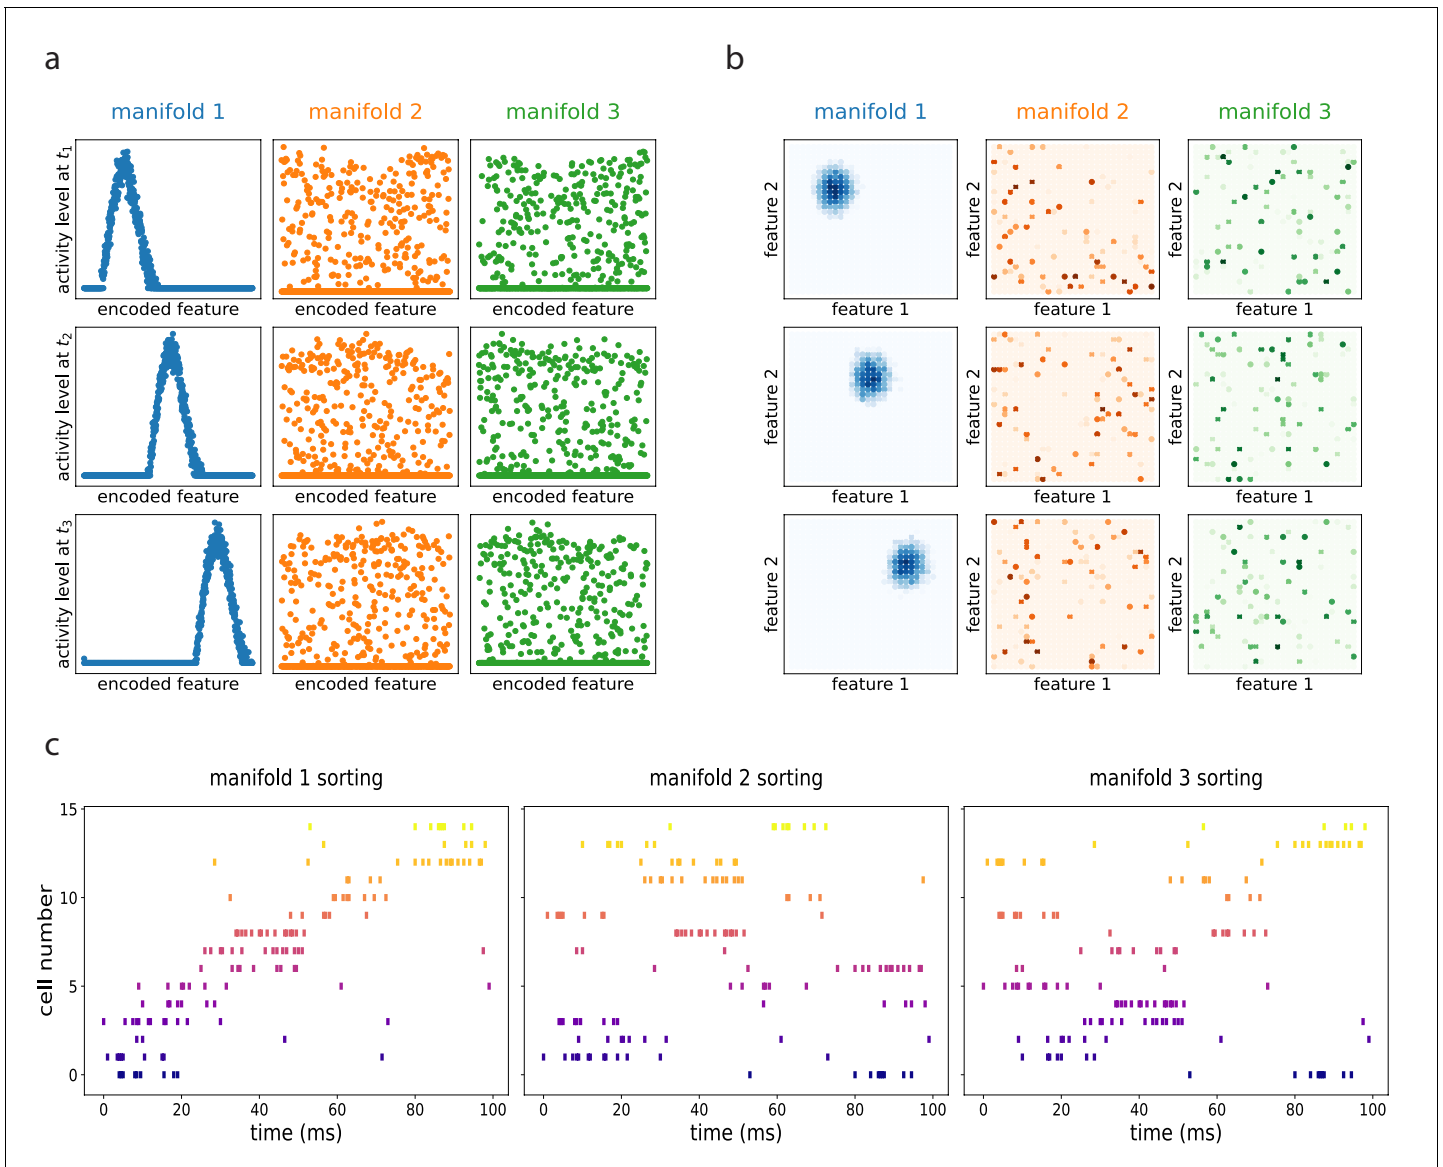 a
manifold 1 manifold 2 manifold 3
activity level at t1
encoded feature encoded feature encoded feature
activity level at t2
encoded feature encoded feature encoded feature
activity level at t3
encoded feature encoded feature encoded feature
b
manifold 1 manifold 2 manifold 3
feature 2 feature 2 feature 2
feature 1 feature 1 feature 1
feature 2 feature 2 feature 2
feature 1 feature 1 feature 1
feature 2 feature 2 feature 2
feature 1 feature 1 feature 1
c
manifold 1 sorting manifold 2 sorting manifold 3 sorting
cell number
15
10
5
0
0 20 40 60 80 100 0 20 40 60 80 100 0 20 40 60 80 100
time (ms) time (ms) time (ms)